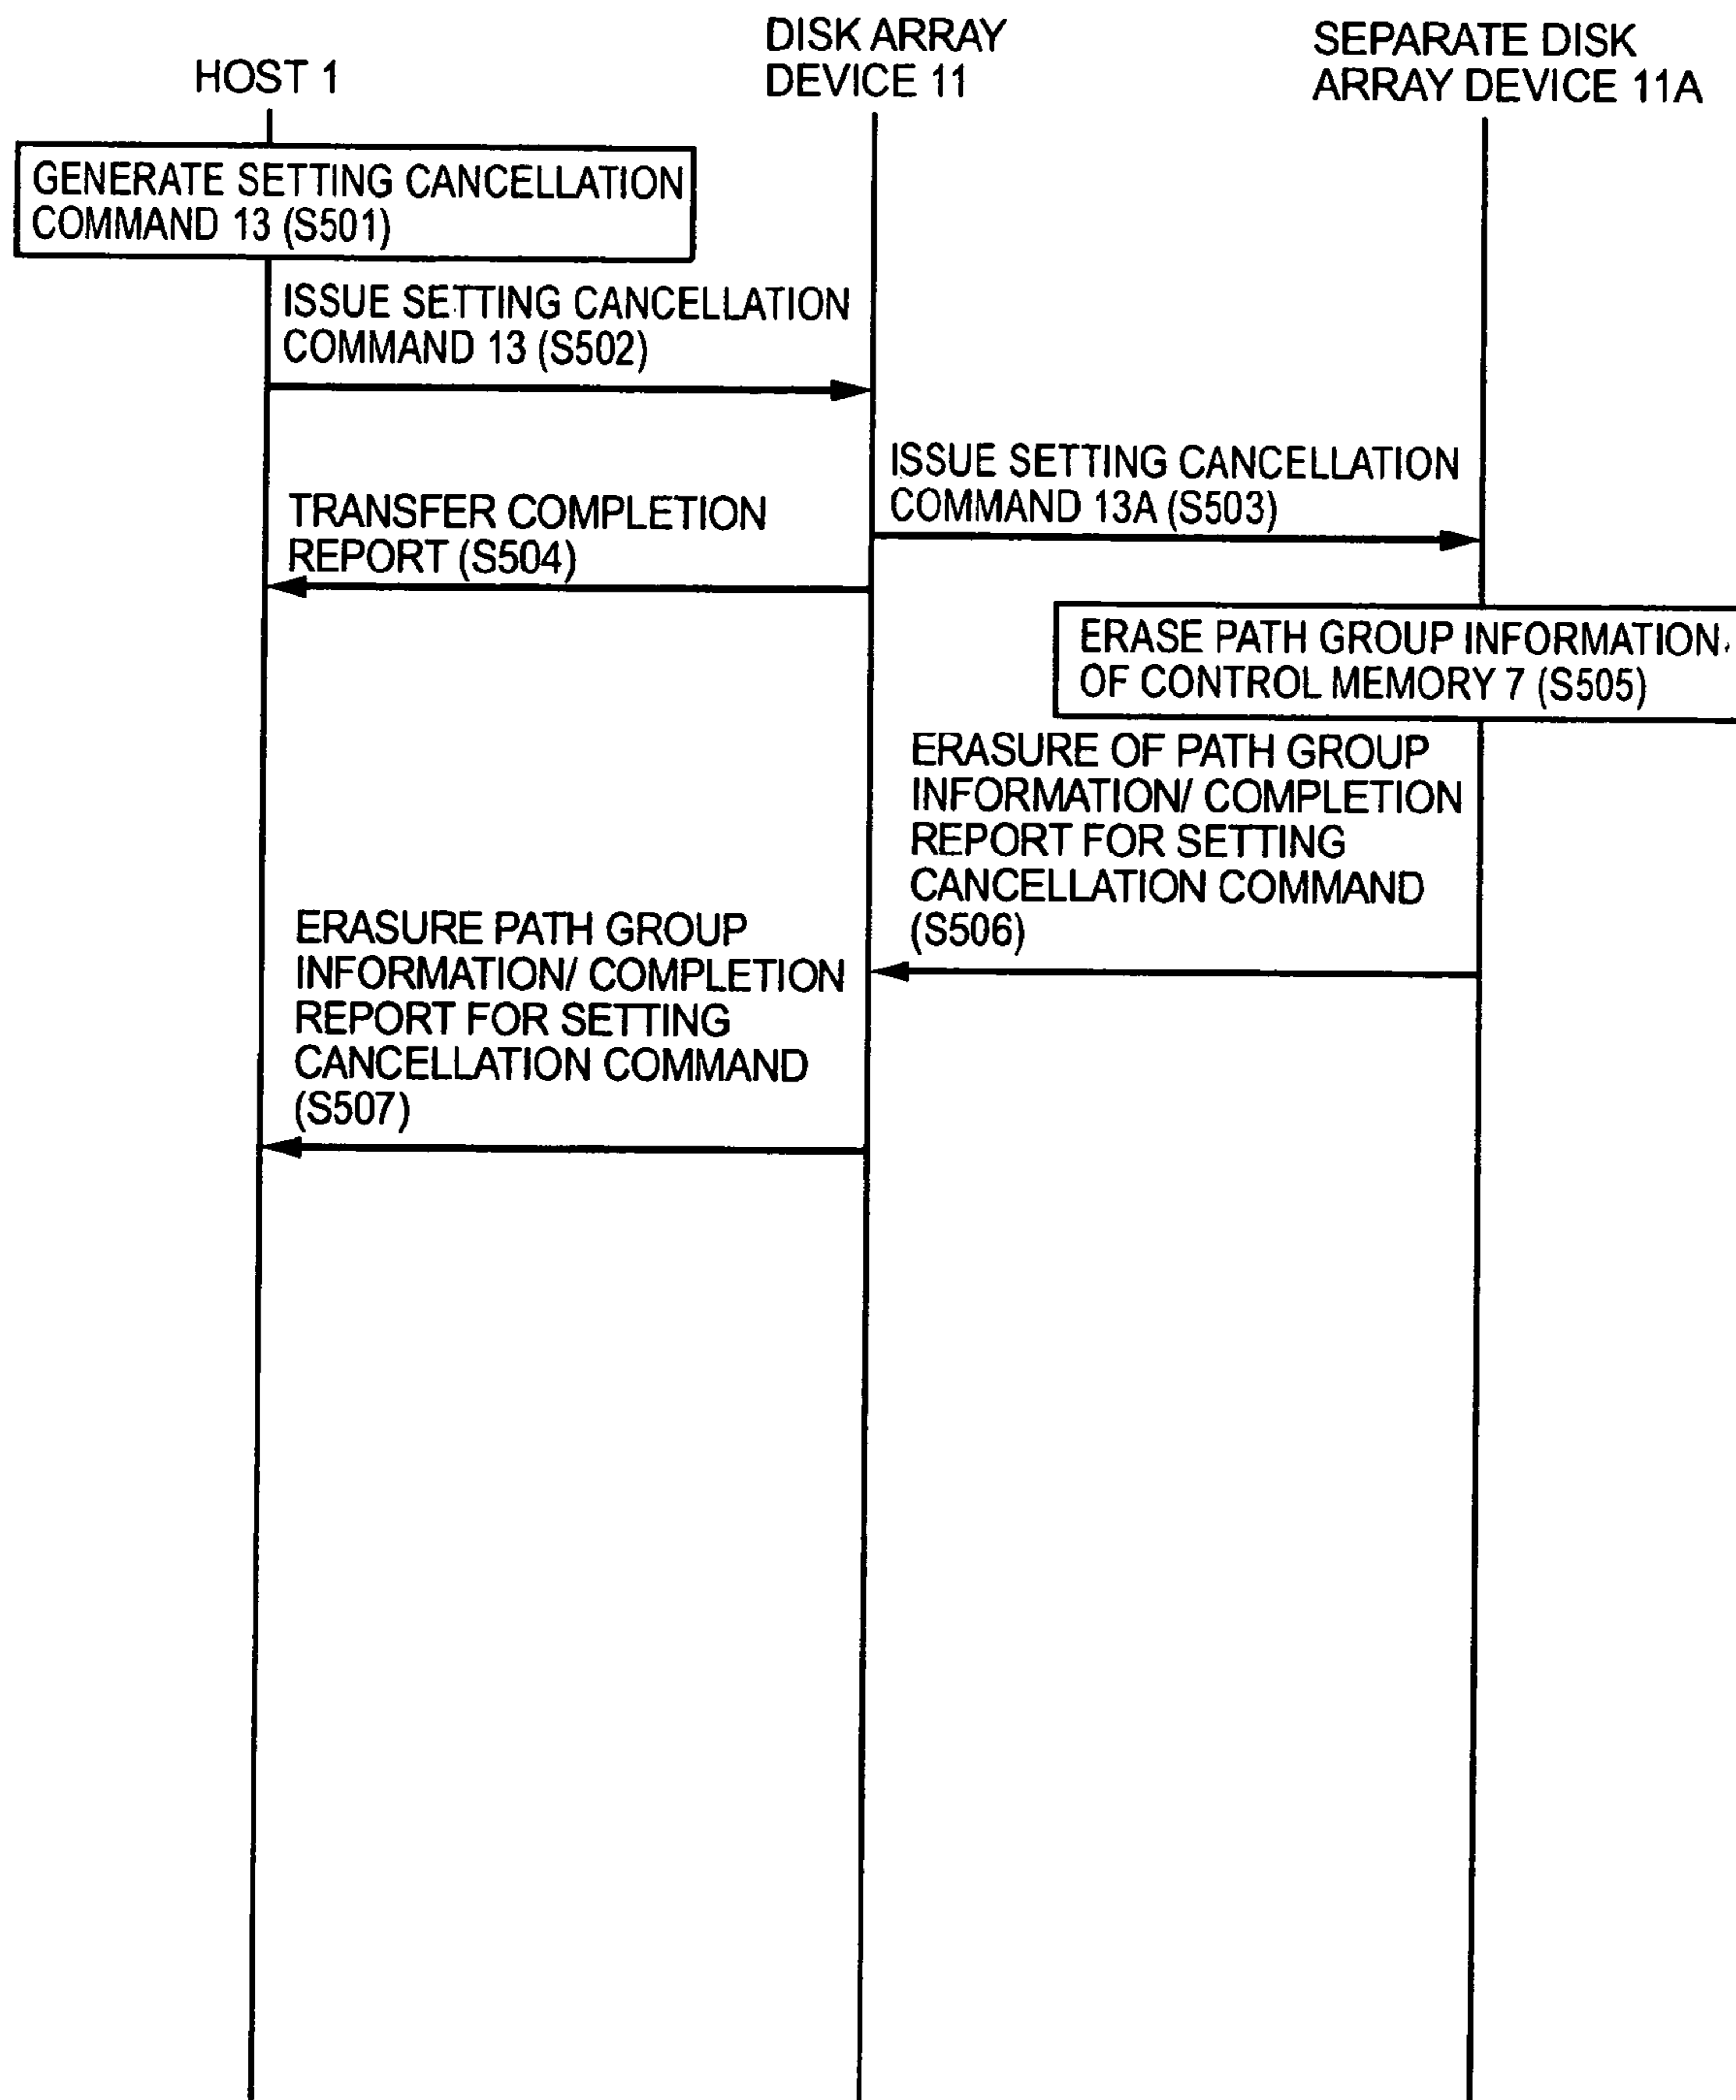 HOST 1
DISK ARRAY
DEVICE 11
SEPARATE DISK
ARRAY DEVICE 11A
GENERATE SETTING CANCELLATION
COMMAND 13 (S501)
ISSUE SETTING CANCELLATION
COMMAND 13 (S502)
ISSUE SETTING CANCELLATION
COMMAND 13A (S503)
TRANSFER COMPLETION
REPORT (S504)
ERASE PATH GROUP INFORMATION
OF CONTROL MEMORY 7 (S505)
ERASURE OF PATH GROUP
INFORMATION/ COMPLETION
REPORT FOR SETTING
CANCELLATION COMMAND
(S506)
ERASURE PATH GROUP
INFORMATION/ COMPLETION
REPORT FOR SETTING
CANCELLATION COMMAND
(S507)